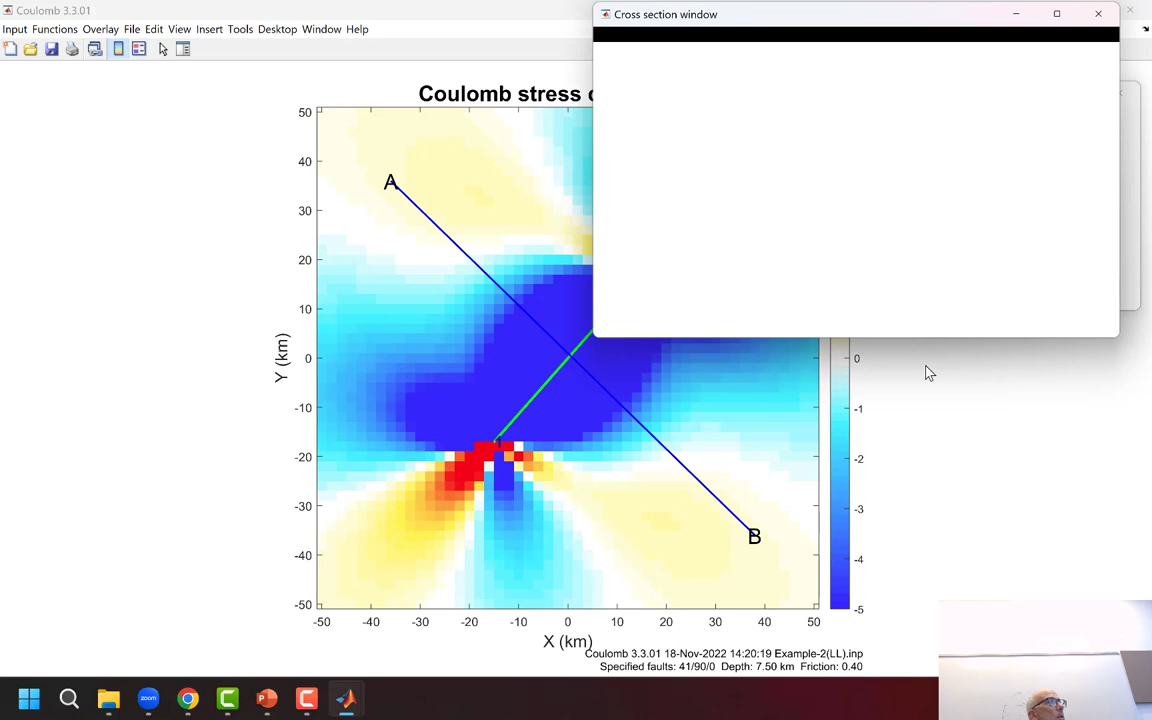 Coulomb 3.3.01
Cross section window
Input Functions Overlay File Edit View Insert Tools Desktop Window Help
Coulomb stress
50
40
30
20
10
0
-10
-20
-30
-40
-50
Y (km)
A
B
1
-50 -40 -30 -20 -10 0 10 20 30 40 50
X (km)
0
-1
-2
-3
-4
-5
Coulomb 3.3.01 18-Nov-2022 14:20:19 Example-2(LL).inp
Specified faults: 41/90/0 Depth: 7.50 km Friction: 0.40
zoom